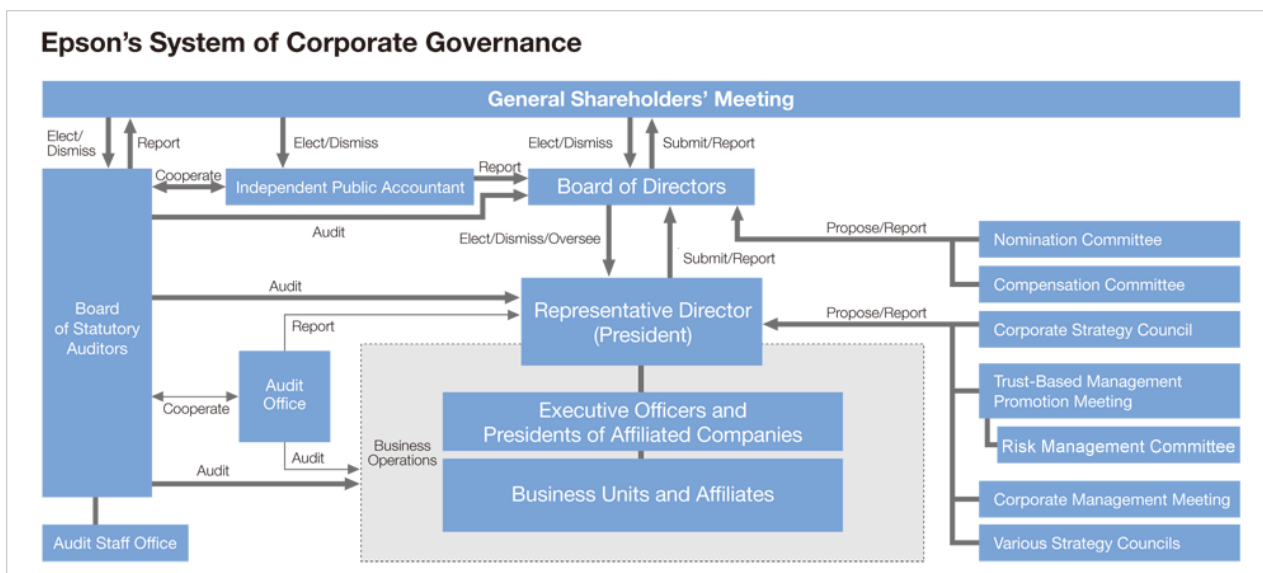 Epson's System of Corporate Governance
General Shareholders' Meeting
Elect/
Dismiss
Report
Elect/Dismiss
Elect/Dismiss
Submit/Report
Cooperate
Independent Public Accountant
Report
Board of Directors
Audit
Elect/Dismiss/Oversee
Submit/Report
Propose/Report
Nomination Committee
Compensation Committee
Board
of Statutory
Auditors
Audit
Representative Director
(President)
Propose/Report
Corporate Strategy Council
Report
Audit
Office
Cooperate
Audit
Audit
Business
Operations
Executive Officers and
Presidents of Affiliated Companies
Business Units and Affiliates
Trust-Based Management
Promotion Meeting
Risk Management Committee
Corporate Management Meeting
Various Strategy Councils
Audit Staff Office